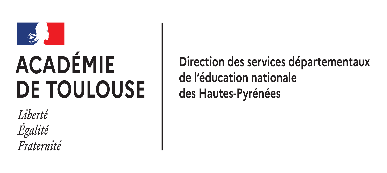 ACADÉMIE
DE TOULOUSE
Liberté
Égalité
Fraternité
Direction des services départementaux
de l'éducation nationale
des Hautes-Pyrénées